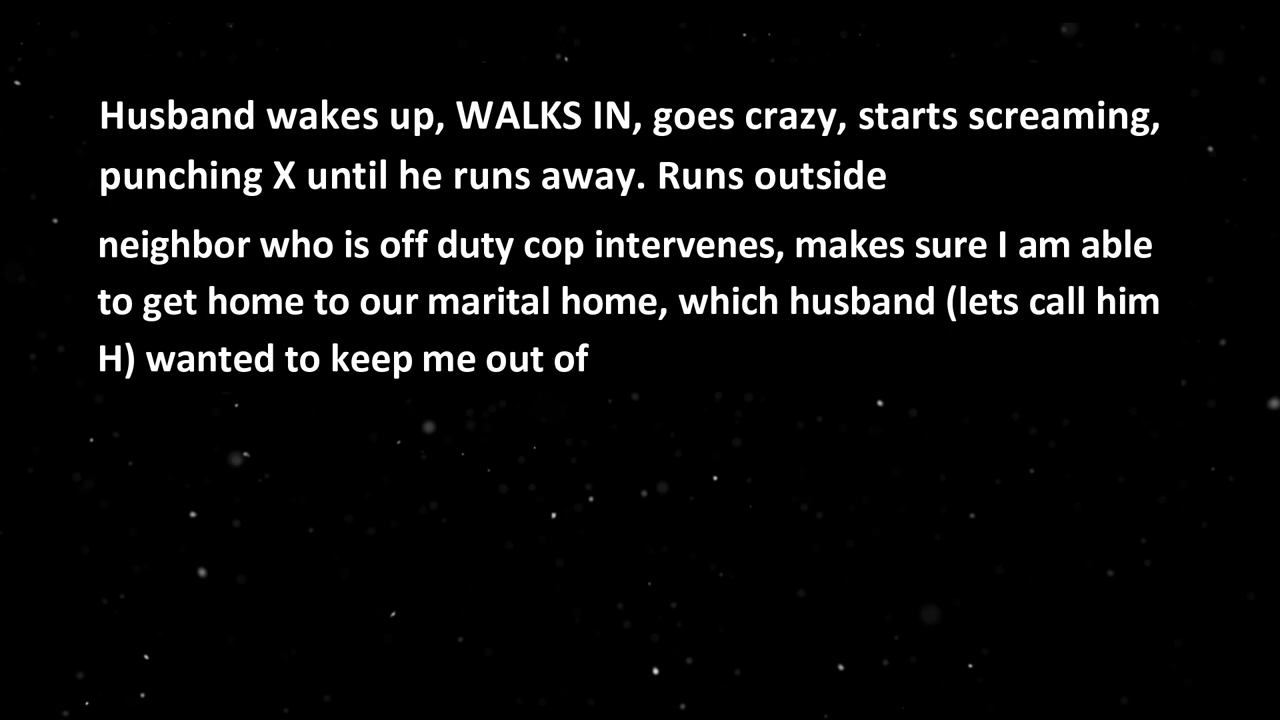 Husband wakes up, WALKS IN, goes crazy, starts screaming,
punching X until he runs away. Runs outside
neighbor who is off duty cop intervenes, makes sure I am able
to get home to our marital home, which husband (lets call him
H) wanted to keep me out of